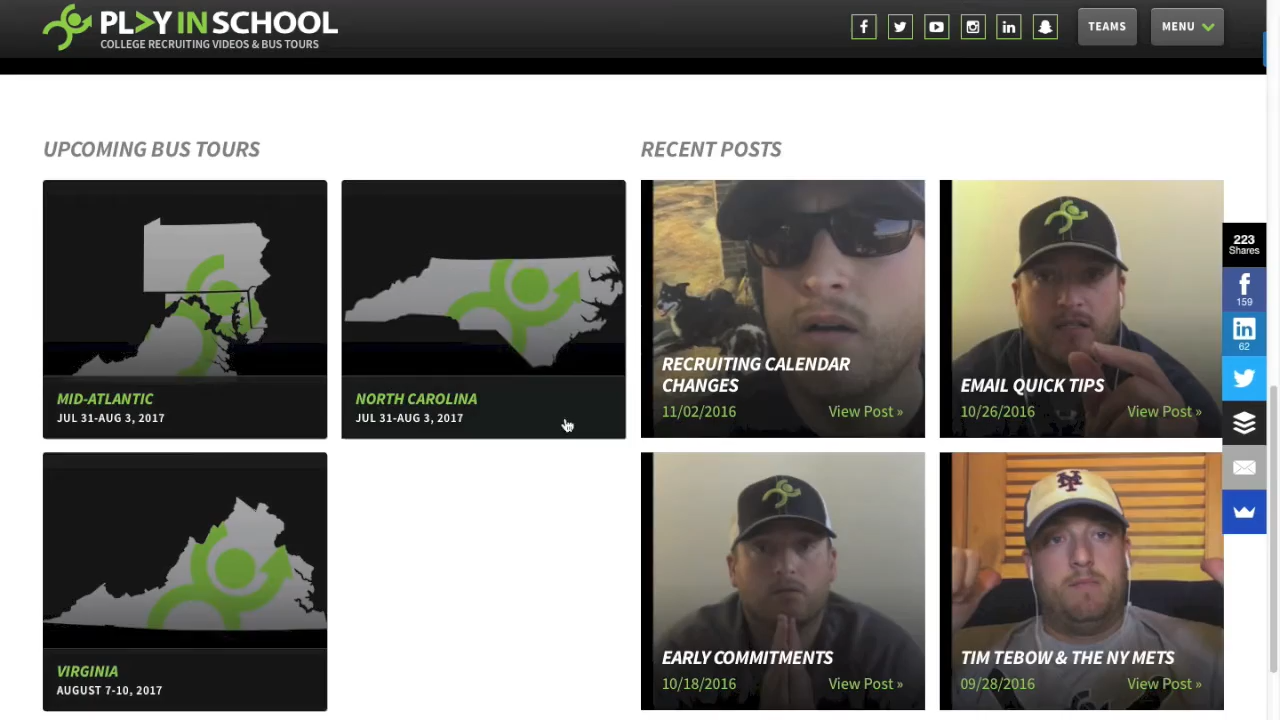 PLAY IN SCHOOL
COLLEGE RECRUITING VIDEOS & BUS TOURS
TEAMS
MENU
UPCOMING BUS TOURS
RECENT POSTS
MID-ATLANTIC
JUL 31-AUG 3, 2017
NORTH CAROLINA
JUL 31-AUG 3, 2017
RECRUITING CALENDAR
CHANGES
11/02/2016 View Post »
EMAIL QUICK TIPS
10/26/2016 View Post »
VIRGINIA
AUGUST 7-10, 2017
EARLY COMMITMENTS
10/18/2016 View Post »
TIM TEBOW & THE NY METS
09/28/2016 View Post »
223
Shares
159
62